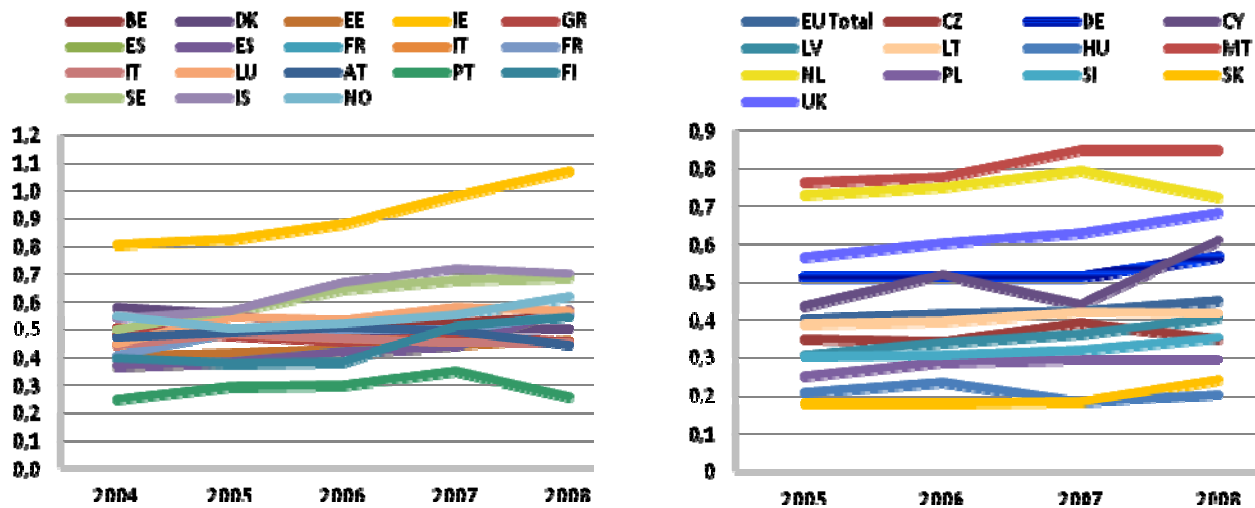 BE DK EE IE GR
ES ES FR IT FR
IT LU AT PT FI
SE IS NO
1,2
1,1
1,0
0,9
0,8
0,7
0,6
0,5
0,4
0,3
0,2
0,1
0,0
2004 2005 2006 2007 2008
EU Total CZ DE CY
LV LT HU MT
NL PL SI SK
UK
0,9
0,8
0,7
0,6
0,5
0,4
0,3
0,2
0,1
0
2005 2006 2007 2008